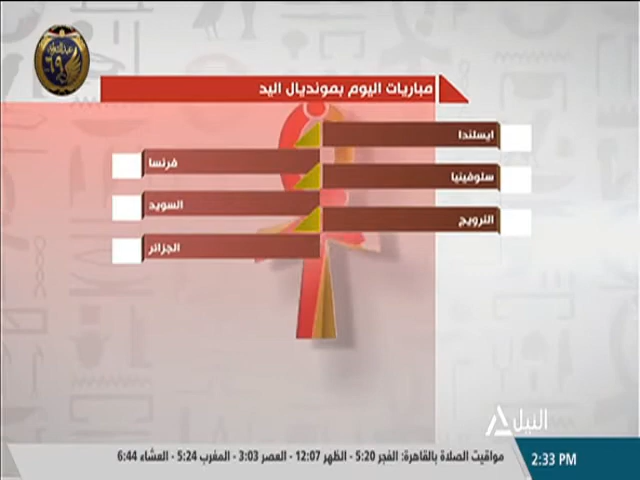 مباريات اليوم بمونديال اليد
ايسلندا
فرنسا
سلوفينيا
السويد
النرويج
الجزائر
النيل
مواقيت الصلاة بالقاهرة: الفجر 5:20 - الظهر 12:07 - العصر 3:03 - المغرب 5:24 - العشاء 6:44
2:33 PM